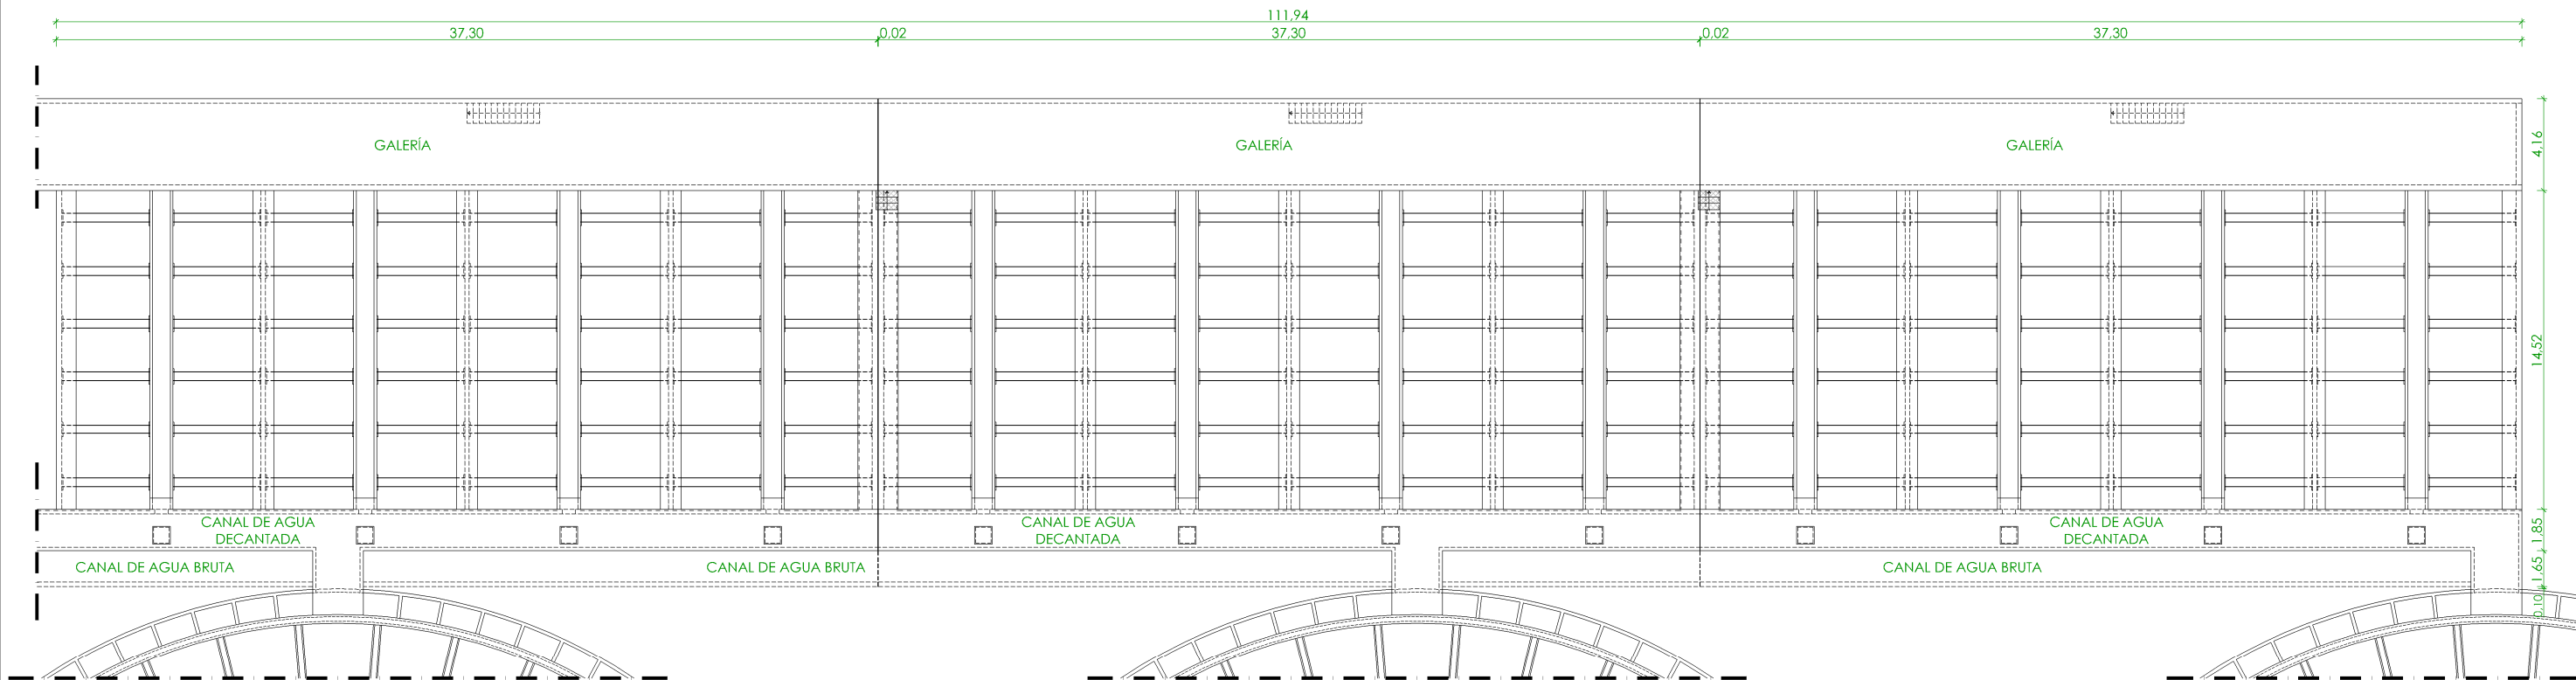 111,94
37,30
0,02
37,30
0,02
37,30
GALERÍA
GALERÍA
GALERÍA
4,16
14,52
CANAL DE AGUA
DECANTADA
CANAL DE AGUA
DECANTADA
CANAL DE AGUA
DECANTADA
1,85
CANAL DE AGUA BRUTA
CANAL DE AGUA BRUTA
CANAL DE AGUA BRUTA
1,65
0,10